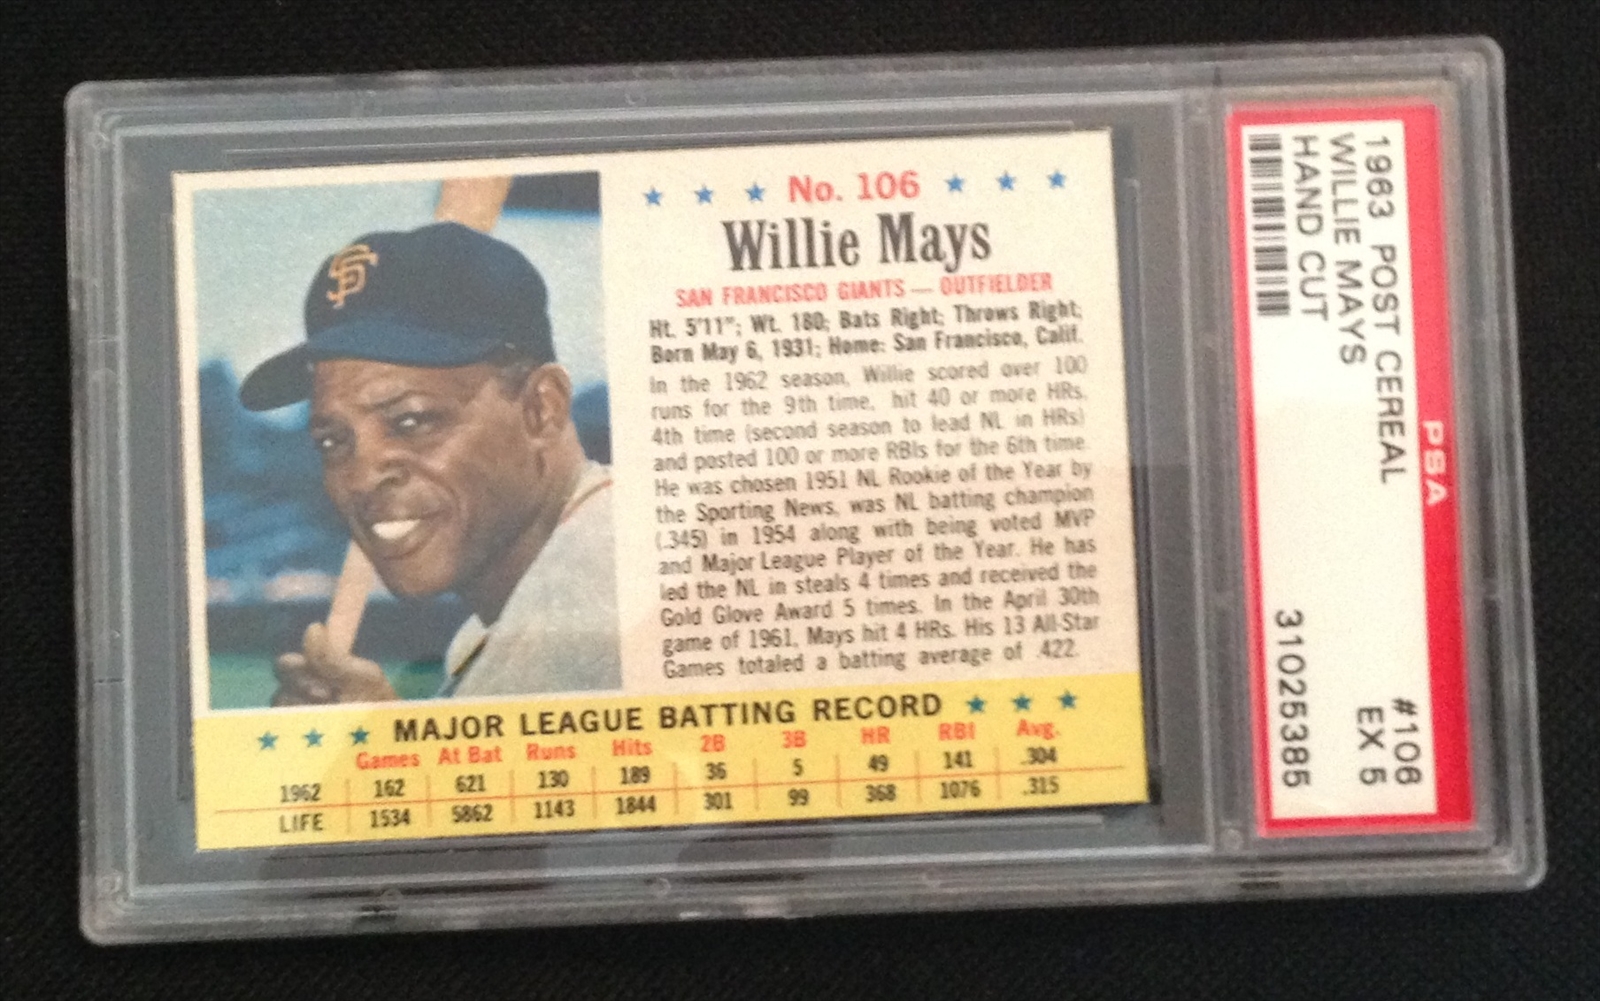 No. 106
Willie Mays
SAN FRANCISCO GIANTS — OUTFIELDER
Ht. 5'11"; Wt. 180; Bats Right; Throws Right;
Born May 6, 1931; Home: San Francisco, Calif.
In the 1962 season, Willie scored over 100
runs for the 9th time, hit 40 or more HRs,
4th time (second season to lead NL in HRs)
and posted 100 or more RBIs for the 6th time.
He was chosen 1951 NL Rookie of the Year by
the Sporting News, was NL batting champion
(.345) in 1954 along with being voted MVP
and Major League Player of the Year. He has
led the NL in steals 4 times and received the
Gold Glove Award 5 times. In the April 30th
game of 1961, Mays hit 4 HRs. His 13 All-Star
Games totaled a batting average of .422.
MAJOR LEAGUE BATTING RECORD
Games At Bat Runs Hits 2B 3B HR RBI Avg.
1962 162 621 130 189 36 5 49 141 .304
LIFE 1534 5862 1143 1844 301 99 368 1076 .315
SF
PSA
1963 POST CEREAL #106
WILLIE MAYS EX 5
HAND CUT
31025385